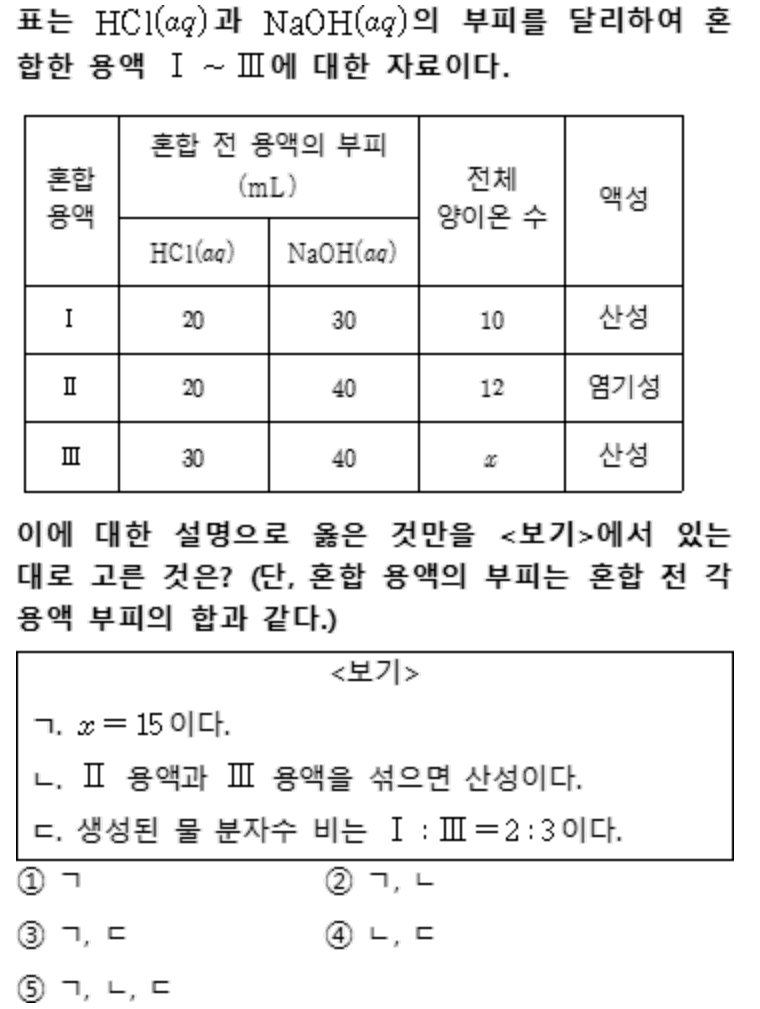 표는 HCl(aq)과 NaOH(aq)의 부피를 달리하여 혼
합한 용액 Ⅰ ~ Ⅲ에 대한 자료이다.
혼합 용액 혼합 전 용액의 부피 (mL) 전체 양이온 수 액성
HCl(aq) NaOH(aq)
Ⅰ 20 30 10 산성
Ⅱ 20 40 12 염기성
Ⅲ 30 40 x 산성
이에 대한 설명으로 옳은 것만을 <보기>에서 있는
대로 고른 것은? (단, 혼합 용액의 부피는 혼합 전 각
용액 부피의 합과 같다.)
<보기>
ㄱ. x = 15이다.
ㄴ. Ⅱ 용액과 Ⅲ 용액을 섞으면 산성이다.
ㄷ. 생성된 물 분자수 비는 Ⅰ : Ⅲ = 2 : 3이다.
① ㄱ ② ㄱ, ㄴ
③ ㄱ, ㄷ ④ ㄴ, ㄷ
⑤ ㄱ, ㄴ, ㄷ